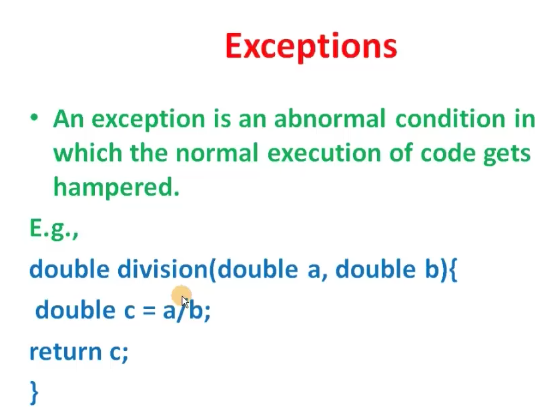 Exceptions
• An exception is an abnormal condition in
which the normal execution of code gets
hampered.
E.g.,
double division(double a, double b){
double c = a/b;
return c;
}